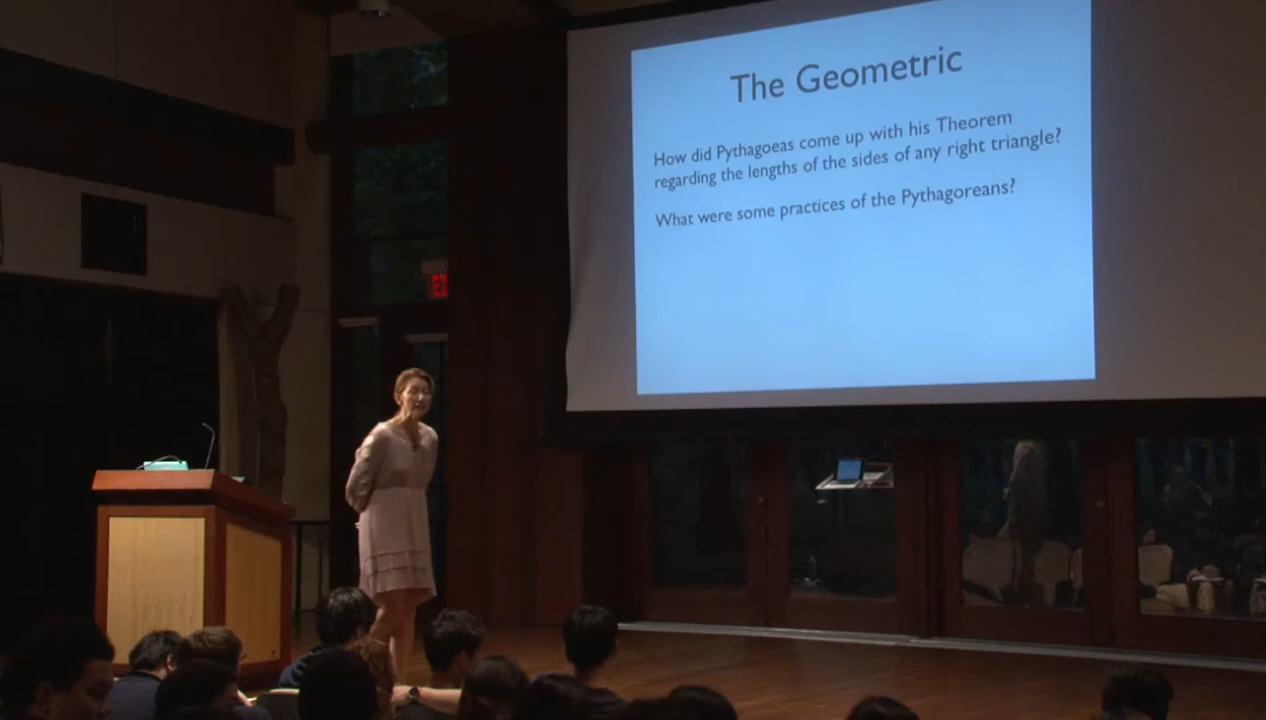 The Geometric
How did Pythagoeas come up with his Theorem
regarding the lengths of the sides of any right triangle?
What were some practices of the Pythagoreans?